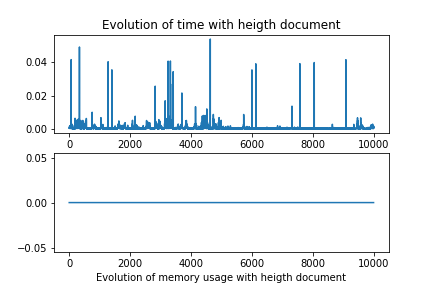 Evolution of time with heigth document
0.04
0.02
0.00
0 2000 4000 6000 8000 10000
0.05
0.00
−0.05
0 2000 4000 6000 8000 10000
Evolution of memory usage with heigth document